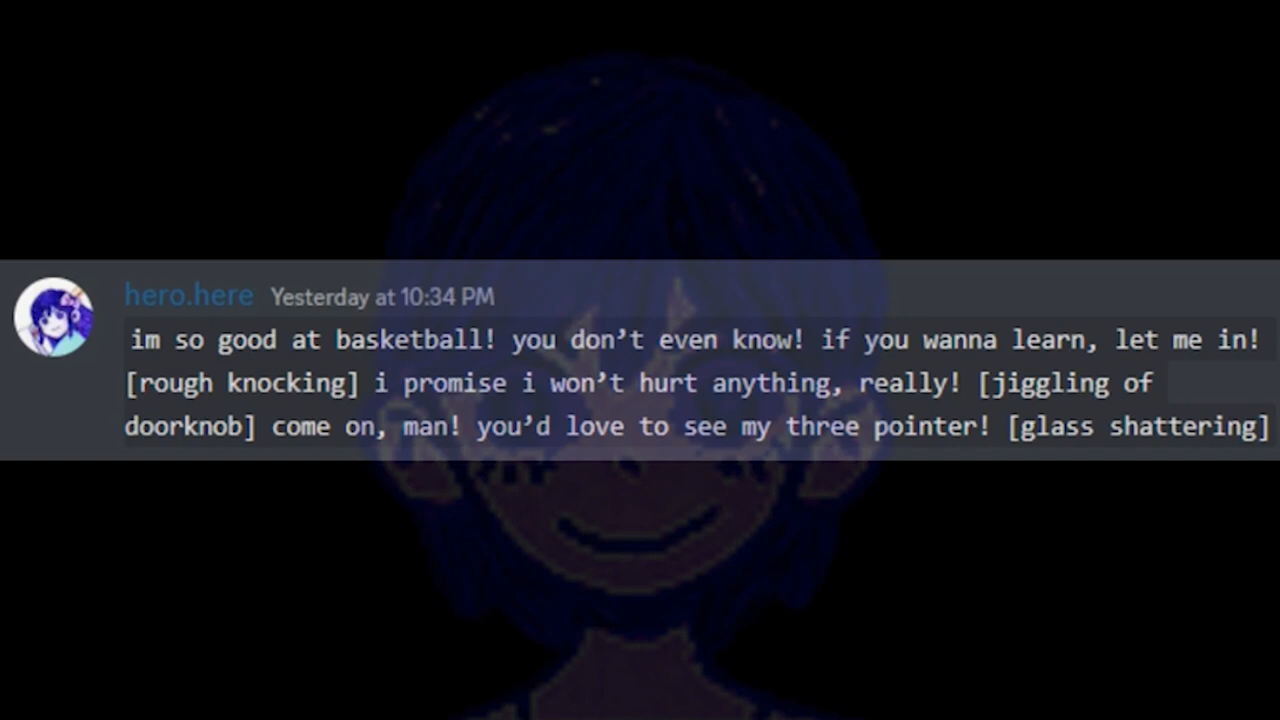 hero.here Yesterday at 10:34 PM
im so good at basketball! you don’t even know! if you wanna learn, let me in!
[rough knocking] i promise i won’t hurt anything, really! [jiggling of
doorknob] come on, man! you’d love to see my three pointer! [glass shattering]